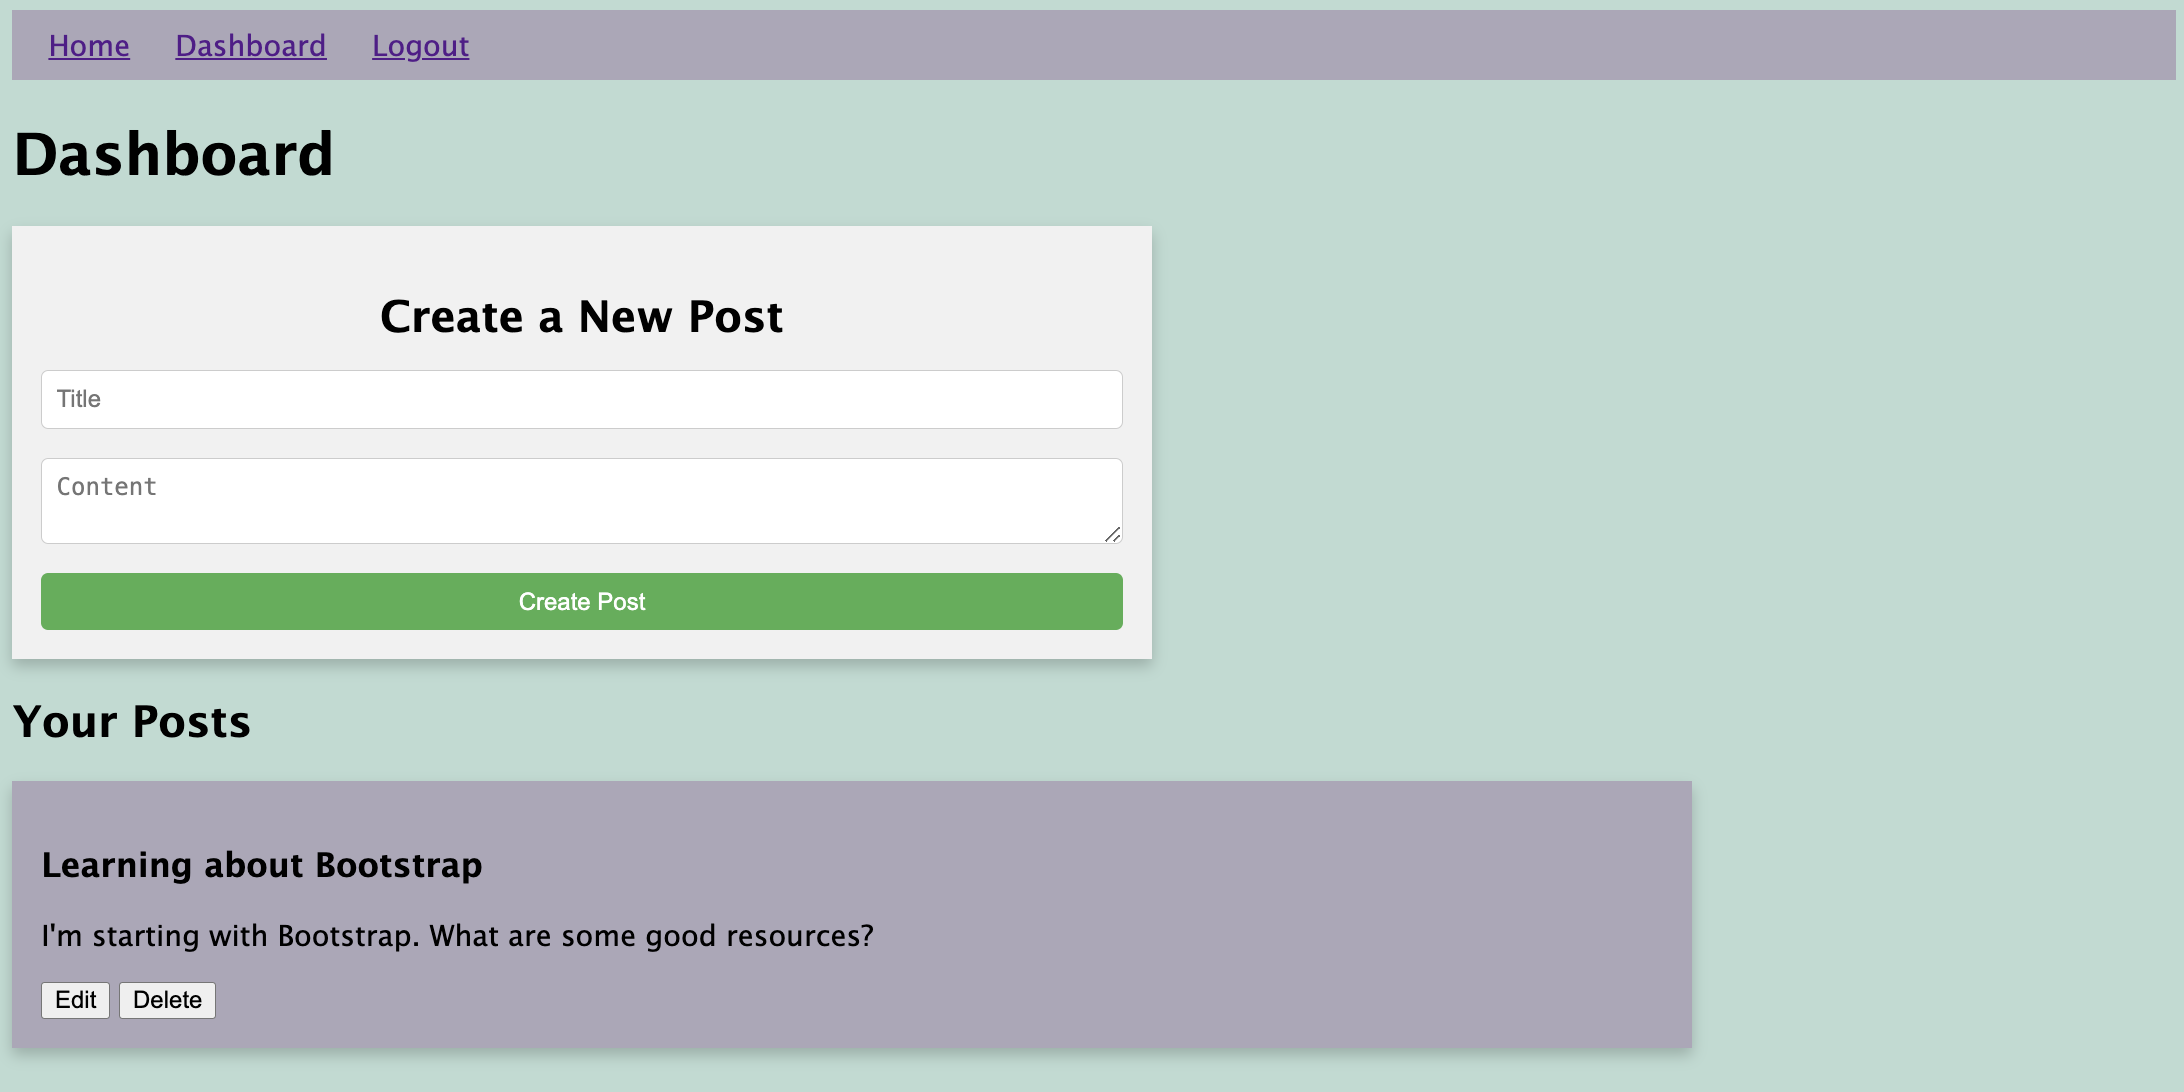 Home Dashboard Logout
Dashboard
Create a New Post
Title
Content
Create Post
Your Posts
Learning about Bootstrap
I'm starting with Bootstrap. What are some good resources?
Edit Delete